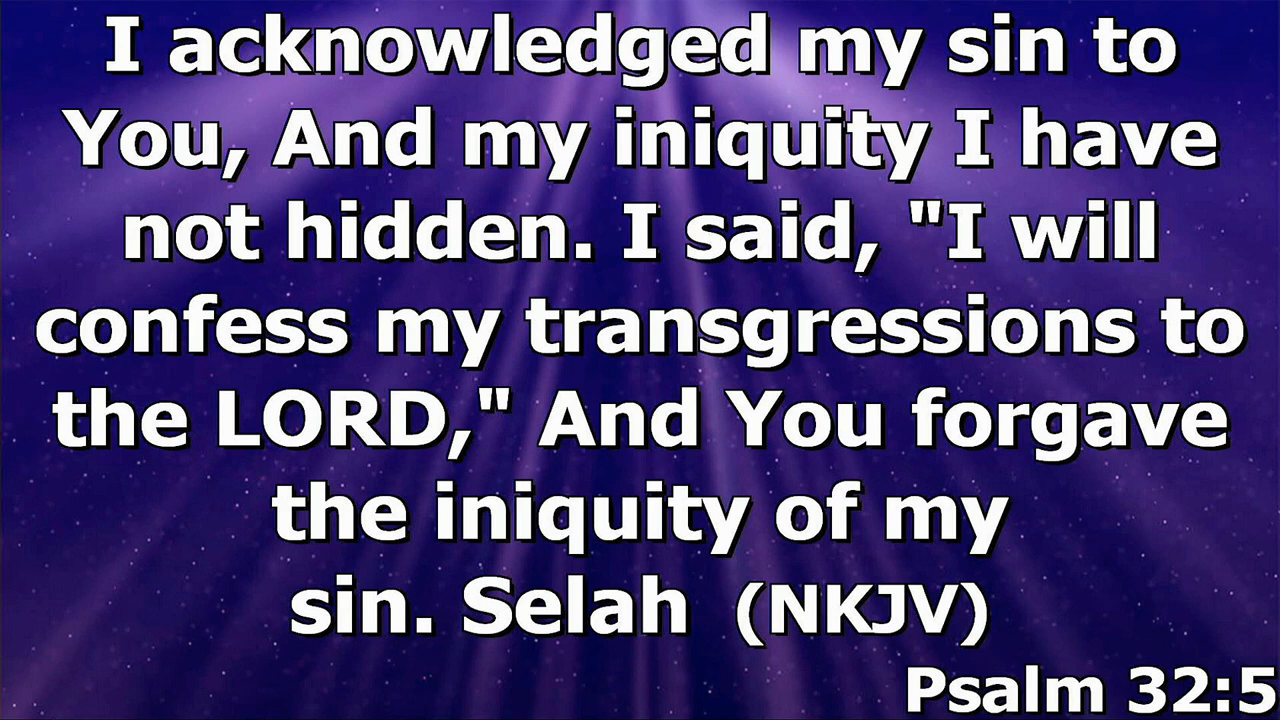 I acknowledged my sin to
You, And my iniquity I have
not hidden. I said, "I will
confess my transgressions to
the LORD," And You forgave
the iniquity of my
sin. Selah (NKJV)
Psalm 32:5